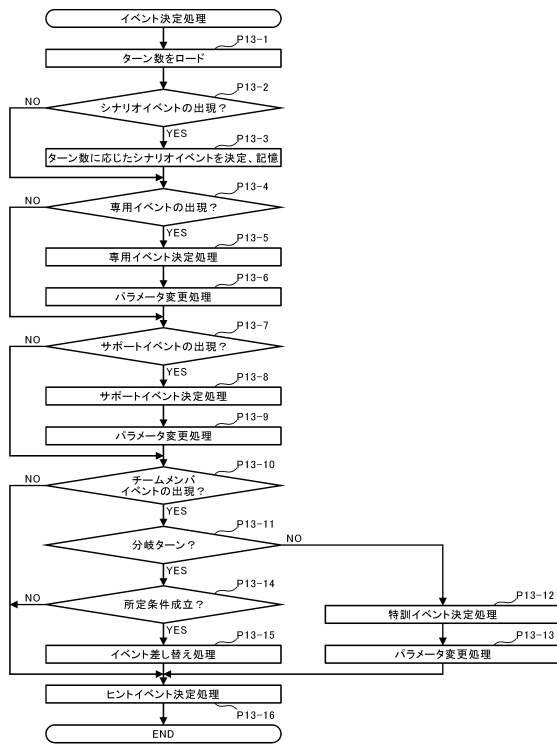 イベント決定処理
P13-1
ターン数をロード
P13-2
シナリオイベントの出現？
NO
YES
P13-3
ターン数に応じたシナリオイベントを決定、記憶
P13-4
専用イベントの出現？
NO
YES
P13-5
専用イベント決定処理
P13-6
パラメータ変更処理
P13-7
サポートイベントの出現？
NO
YES
P13-8
サポートイベント決定処理
P13-9
パラメータ変更処理
P13-10
チームメンバ
イベントの出現？
NO
YES
P13-11
分岐ターン？
NO
YES
P13-12
特訓イベント決定処理
P13-13
パラメータ変更処理
P13-14
所定条件成立？
NO
YES
P13-15
イベント差し替え処理
ヒントイベント決定処理
P13-16
END